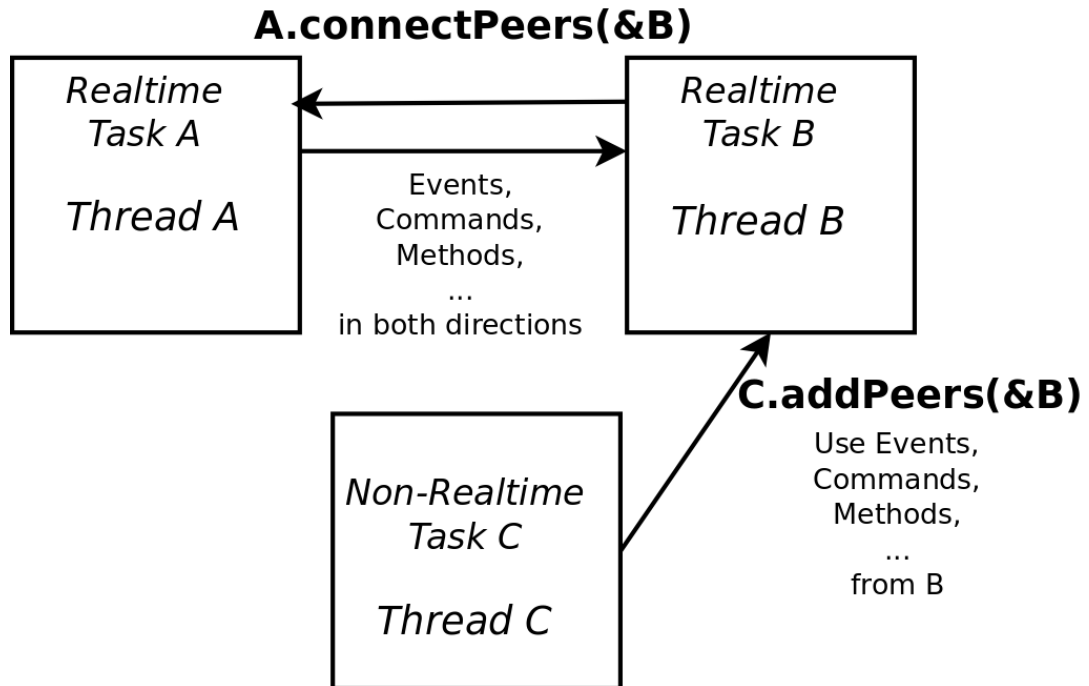 A.connectPeers(&B)
Realtime
Task A
Thread A
Realtime
Task B
Thread B
Events,
Commands,
Methods,
...
in both directions
C.addPeers(&B)
Use Events,
Commands,
Methods,
...
from B
Non-Realtime
Task C
Thread C